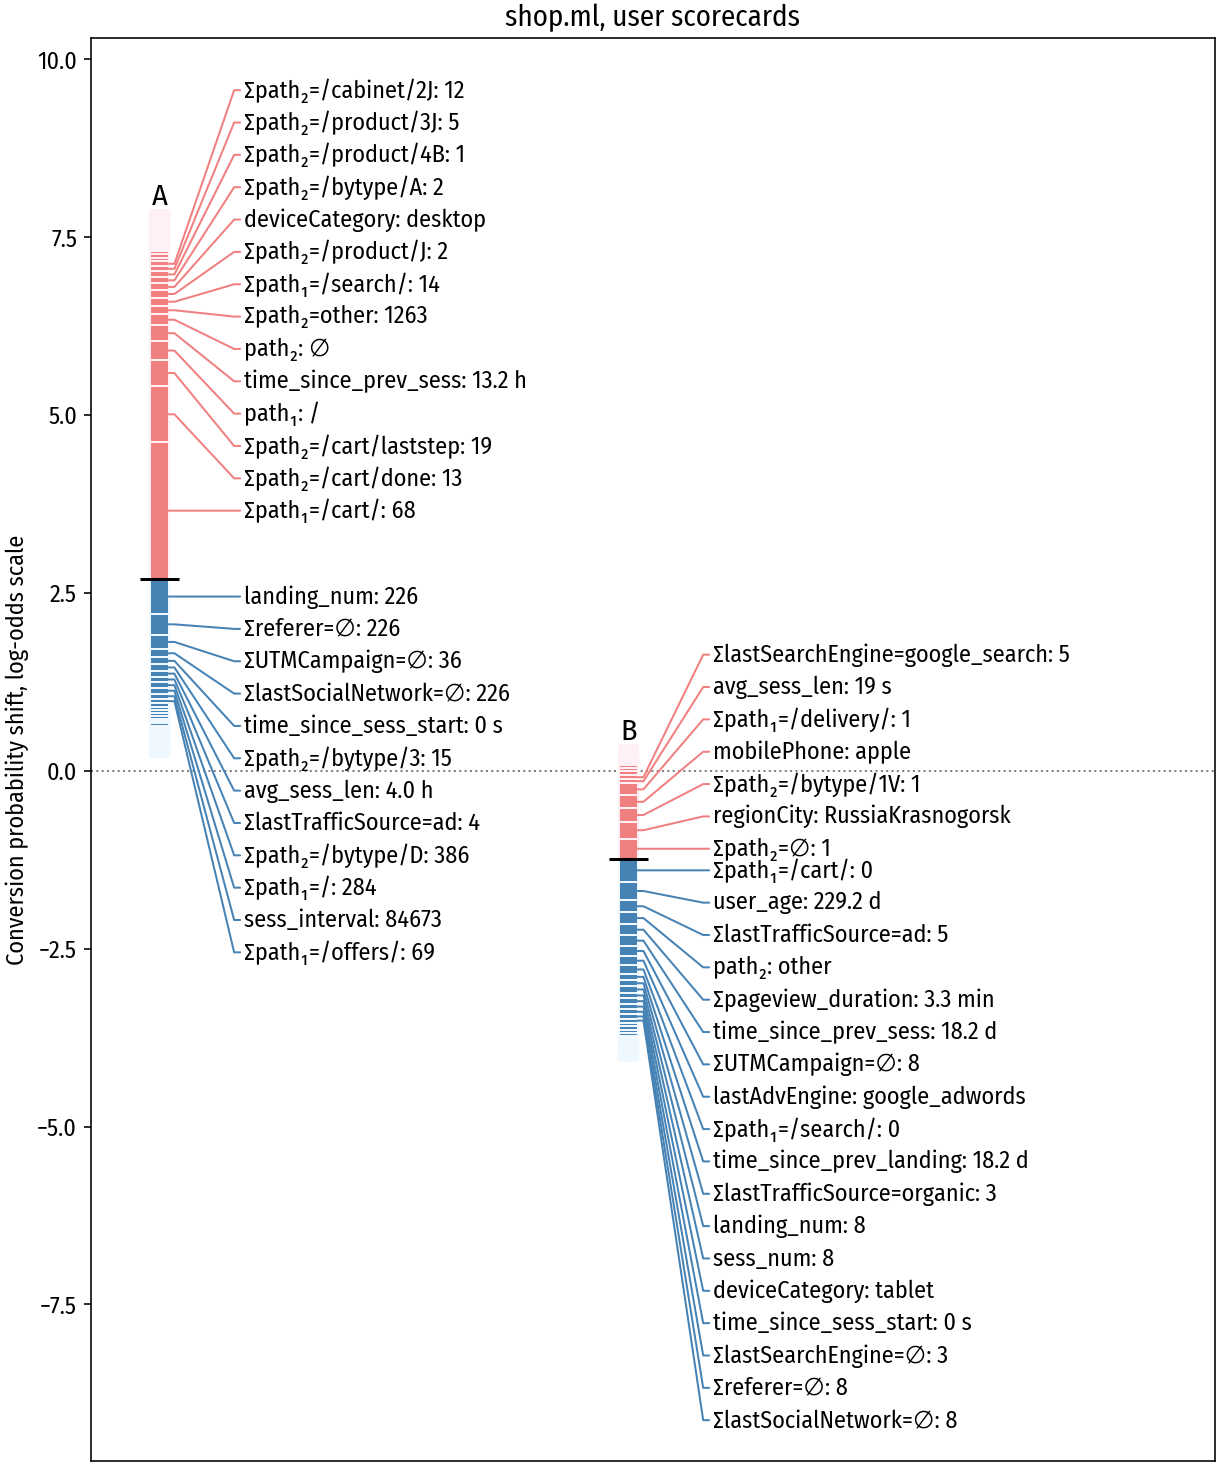 shop.ml, user scorecards
Conversion probability shift, log-odds scale
10.0
7.5
5.0
2.5
0.0
−2.5
−5.0
−7.5
A
Σpath₂=/cabinet/2J: 12
Σpath₂=/product/3J: 5
Σpath₂=/product/4B: 1
Σpath₂=/bytype/A: 2
deviceCategory: desktop
Σpath₂=/product/J: 2
Σpath₁=/search/: 14
Σpath₂=other: 1263
path₂: ∅
time_since_prev_sess: 13.2 h
path₁: /
Σpath₂=/cart/laststep: 19
Σpath₂=/cart/done: 13
Σpath₁=/cart/: 68
landing_num: 226
Σreferer=∅: 226
ΣUTMCampaign=∅: 36
ΣlastSocialNetwork=∅: 226
time_since_sess_start: 0 s
Σpath₂=/bytype/3: 15
avg_sess_len: 4.0 h
ΣlastTrafficSource=ad: 4
Σpath₂=/bytype/D: 386
Σpath₁=/: 284
sess_interval: 84673
Σpath₁=/offers/: 69
B
ΣlastSearchEngine=google_search: 5
avg_sess_len: 19 s
Σpath₁=/delivery/: 1
mobilePhone: apple
Σpath₂=/bytype/1V: 1
regionCity: RussiaKrasnogorsk
Σpath₂=∅: 1
Σpath₁=/cart/: 0
user_age: 229.2 d
ΣlastTrafficSource=ad: 5
path₂: other
Σpageview_duration: 3.3 min
time_since_prev_sess: 18.2 d
ΣUTMCampaign=∅: 8
lastAdvEngine: google_adwords
Σpath₁=/search/: 0
time_since_prev_landing: 18.2 d
ΣlastTrafficSource=organic: 3
landing_num: 8
sess_num: 8
deviceCategory: tablet
time_since_sess_start: 0 s
ΣlastSearchEngine=∅: 3
Σreferer=∅: 8
ΣlastSocialNetwork=∅: 8